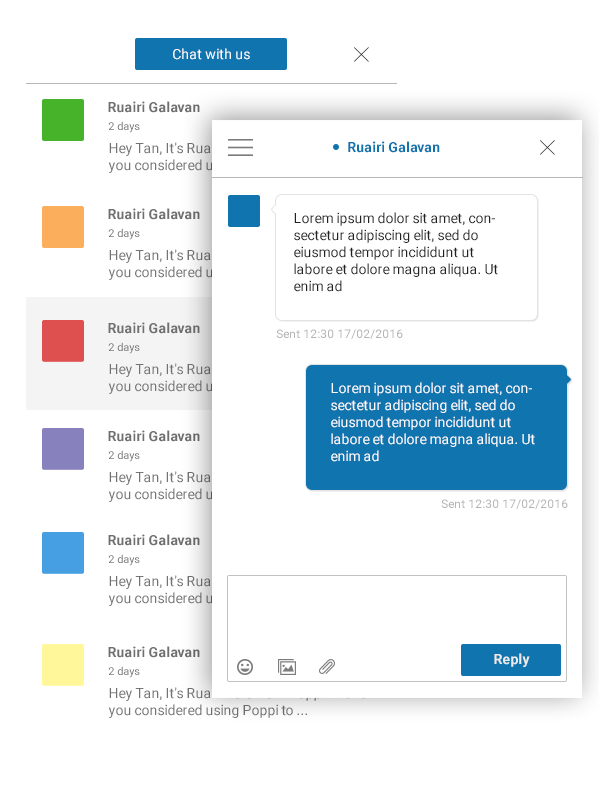 Chat with us
Ruairi Galavan
2 days
Hey Tan, It's Rua
you considered u
Ruairi Galavan
2 days
Hey Tan, It's Rua
you considered u
Ruairi Galavan
2 days
Hey Tan, It's Rua
you considered u
Ruairi Galavan
2 days
Hey Tan, It's Rua
you considered u
Ruairi Galavan
2 days
Hey Tan, It's Rua
you considered u
Ruairi Galavan
2 days
Hey Tan, It's Rua
you considered using Poppi to ...
Ruairi Galavan
Lorem ipsum dolor sit amet, con-
sectetur adipiscing elit, sed do
eiusmod tempor incididunt ut
labore et dolore magna aliqua. Ut
enim ad
Sent 12:30 17/02/2016
Lorem ipsum dolor sit amet, con-
sectetur adipiscing elit, sed do
eiusmod tempor incididunt ut
labore et dolore magna aliqua. Ut
enim ad
Sent 12:30 17/02/2016
Reply